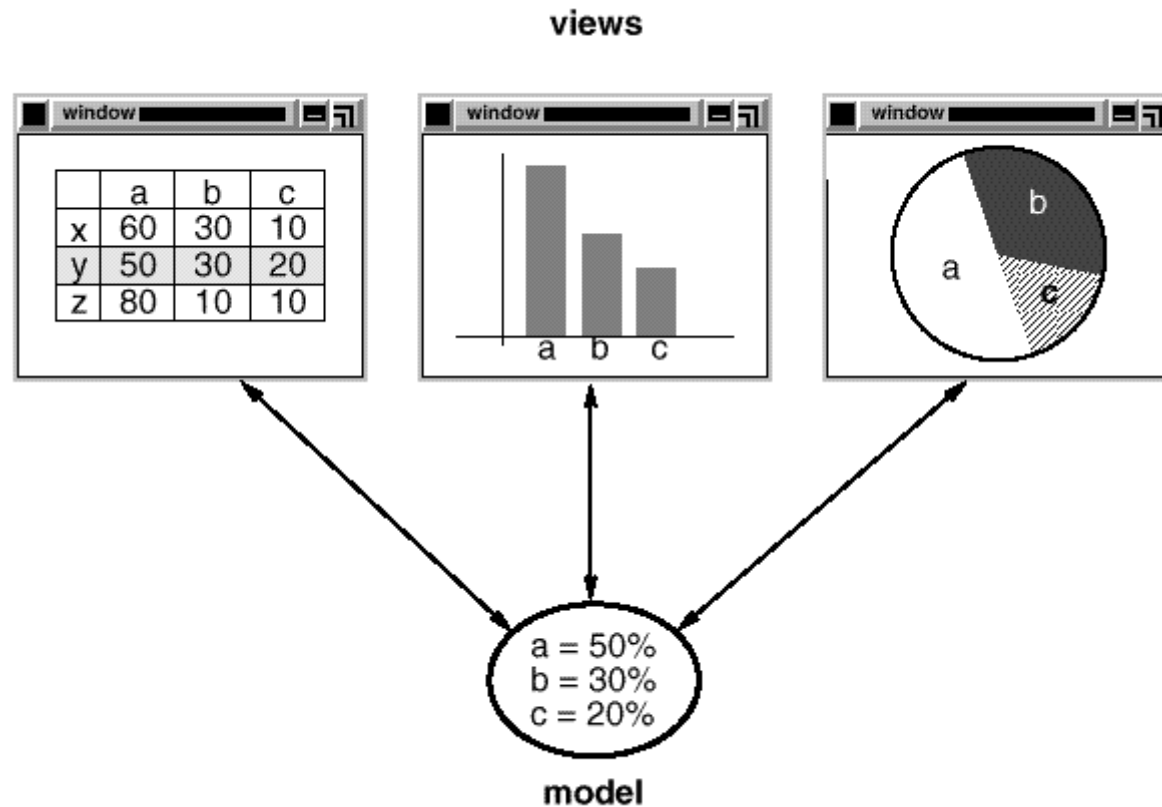 views
window
window
window
a b c
x 60 30 10
y 50 30 20
z 80 10 10
a b c
b
a
c
a = 50%
b = 30%
c = 20%
model